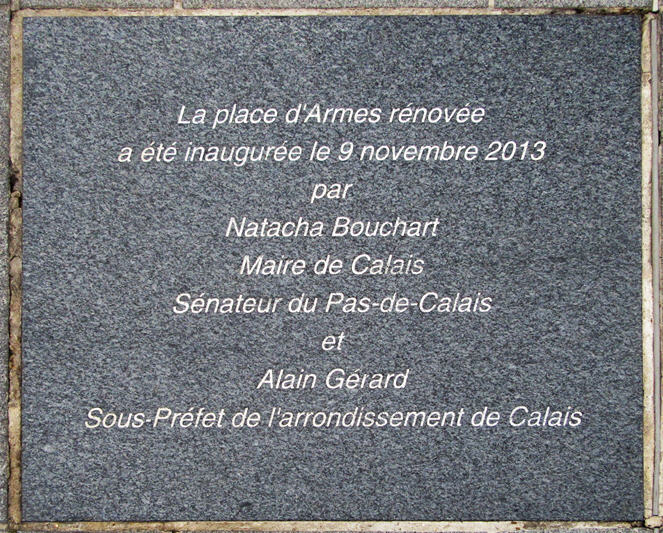 La place d'Armes rénovée
a été inaugurée le 9 novembre 2013
par
Natacha Bouchart
Maire de Calais
Sénateur du Pas-de-Calais
et
Alain Gérard
Sous-Préfet de l'arrondissement de Calais